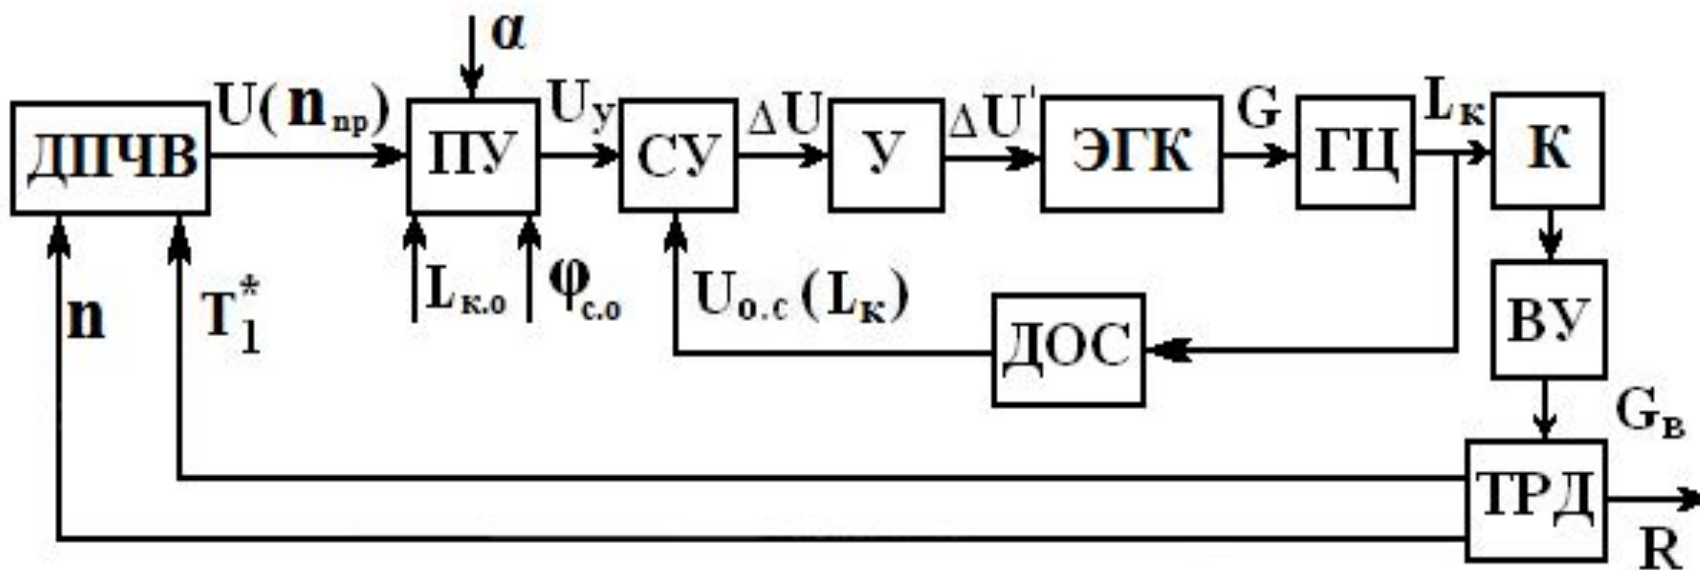 α
U(nпр) Uу ΔU ΔU' G Lк
ДПЧВ ПУ СУ У ЭГК ГЦ К
n T₁* Lк.о φс.о Uо.с (Lк) ДОС ВУ
Gв
ТРД
R